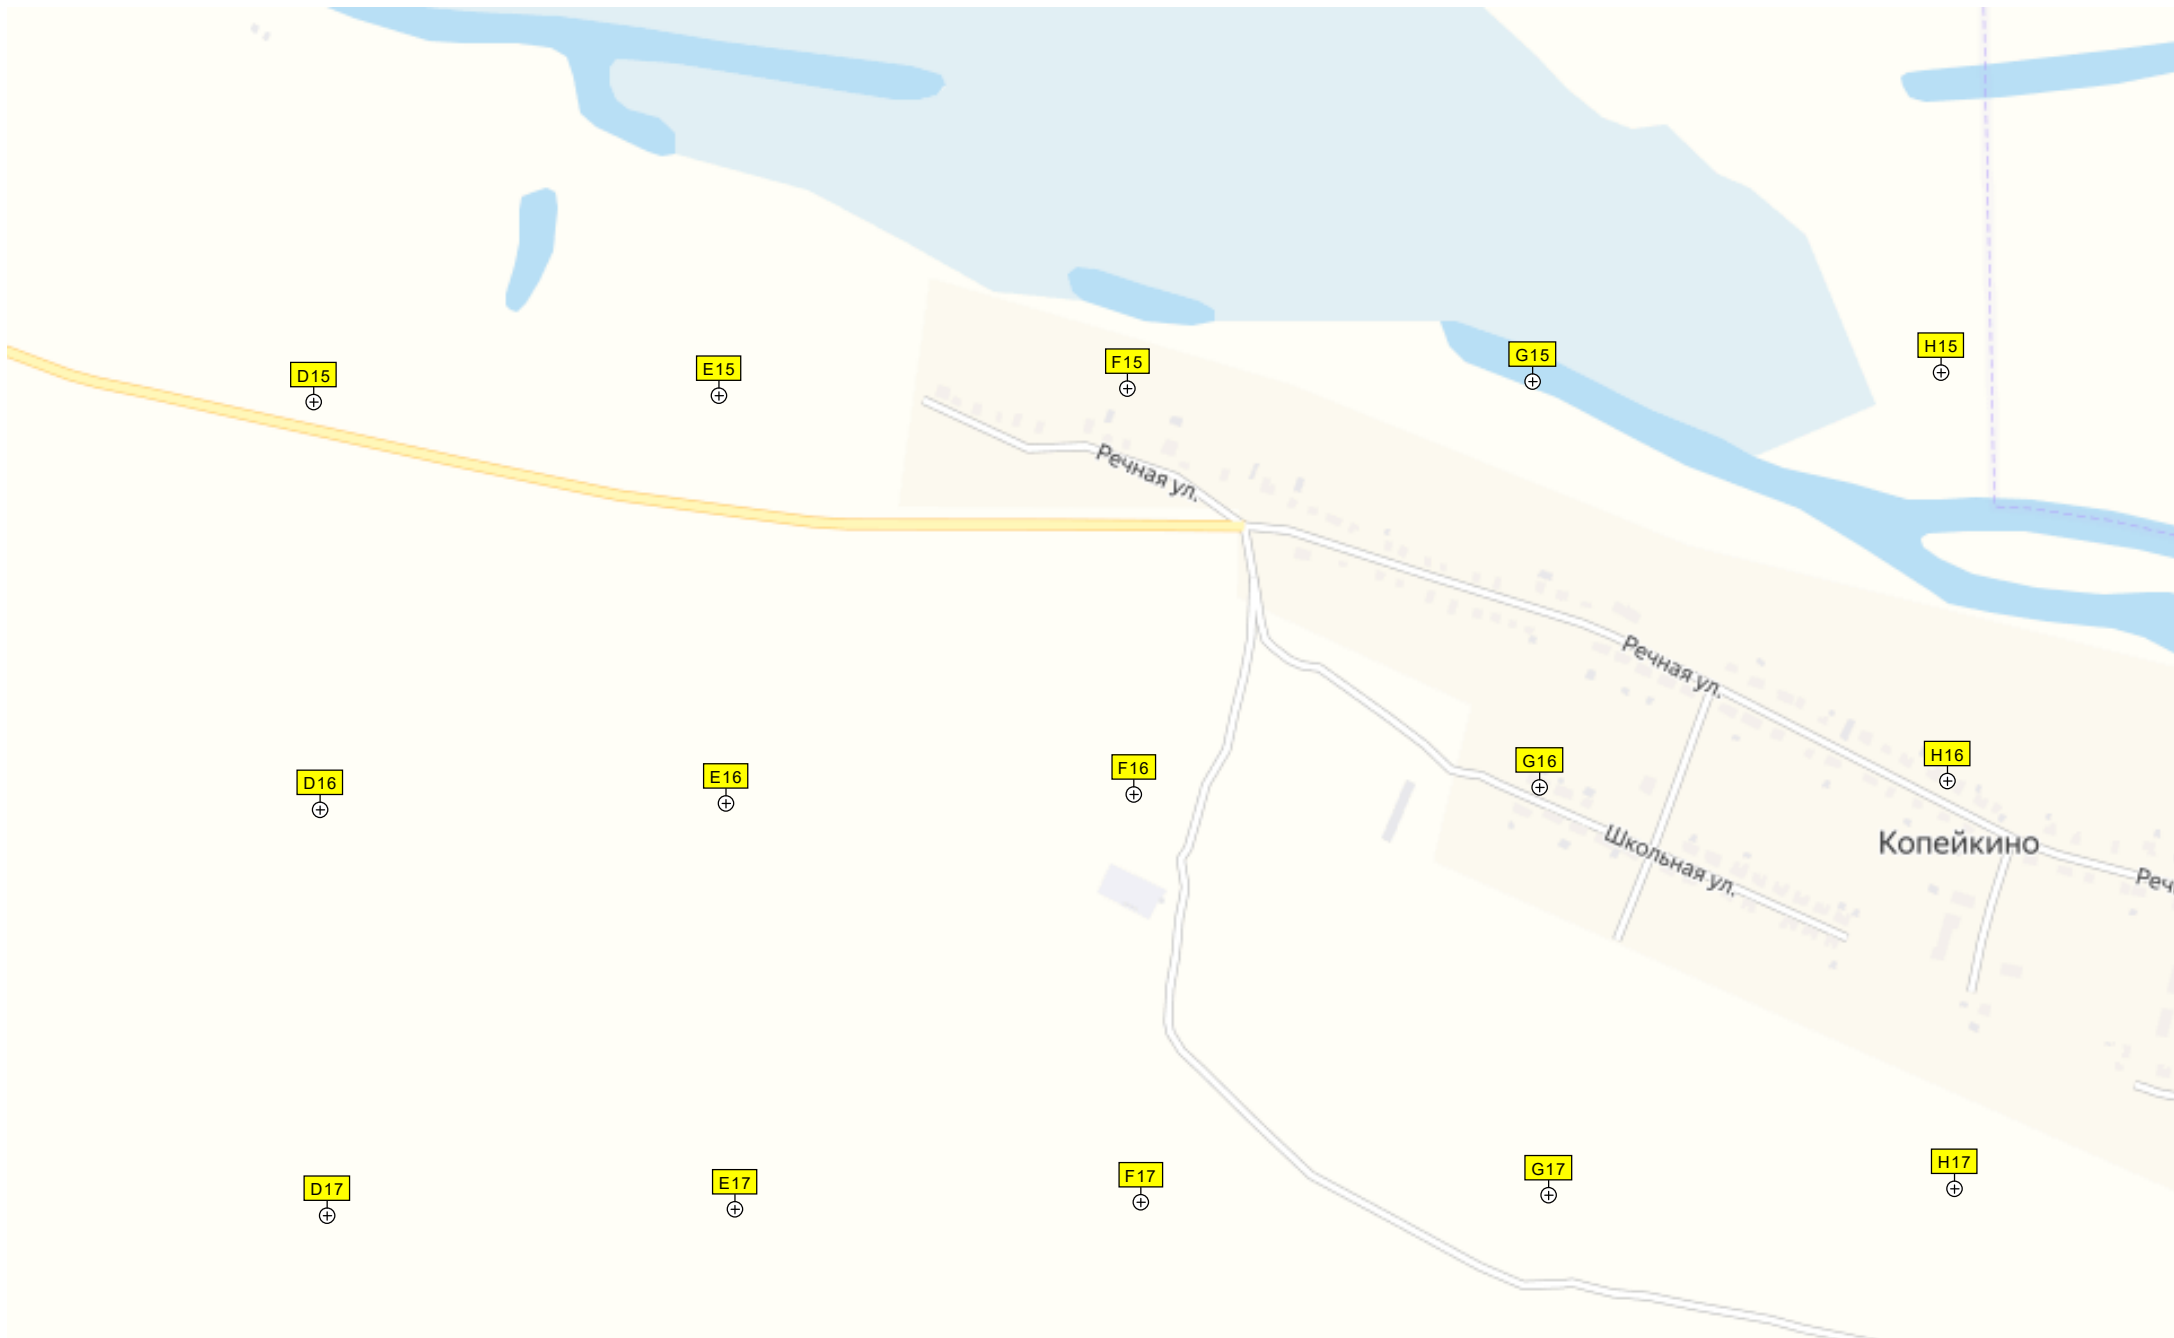 H15
G15
F15
E15
D15
Речная ул.
Речная ул.
H16
G16
F16
E16
D16
Школьная ул.
Копейкино
Реч
H17
G17
F17
E17
D17